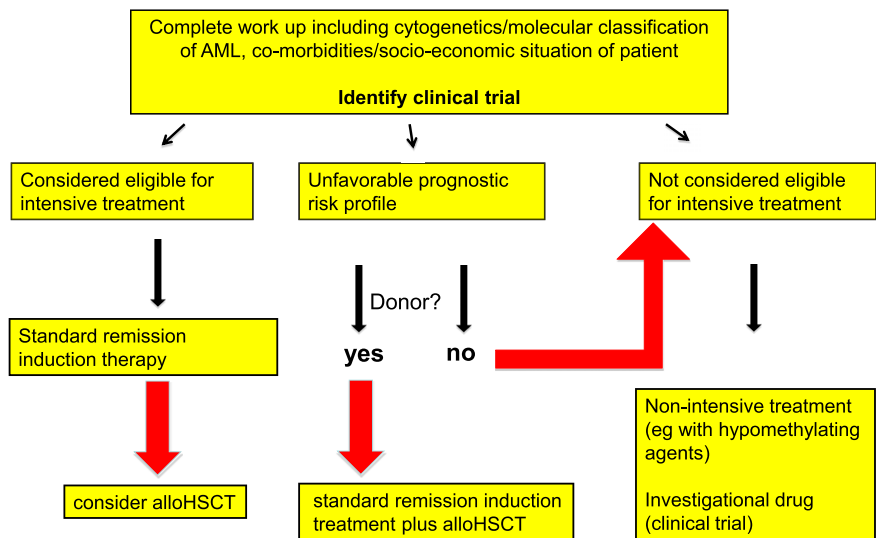 Complete work up including cytogenetics/molecular classification
of AML, co-morbidities/socio-economic situation of patient
Identify clinical trial
Considered eligible for
intensive treatment
Unfavorable prognostic
risk profile
Not considered eligible
for intensive treatment
Donor?
yes
no
Standard remission
induction therapy
consider alloHSCT
standard remission induction
treatment plus alloHSCT
Non-intensive treatment
(eg with hypomethylating
agents)
Investigational drug
(clinical trial)